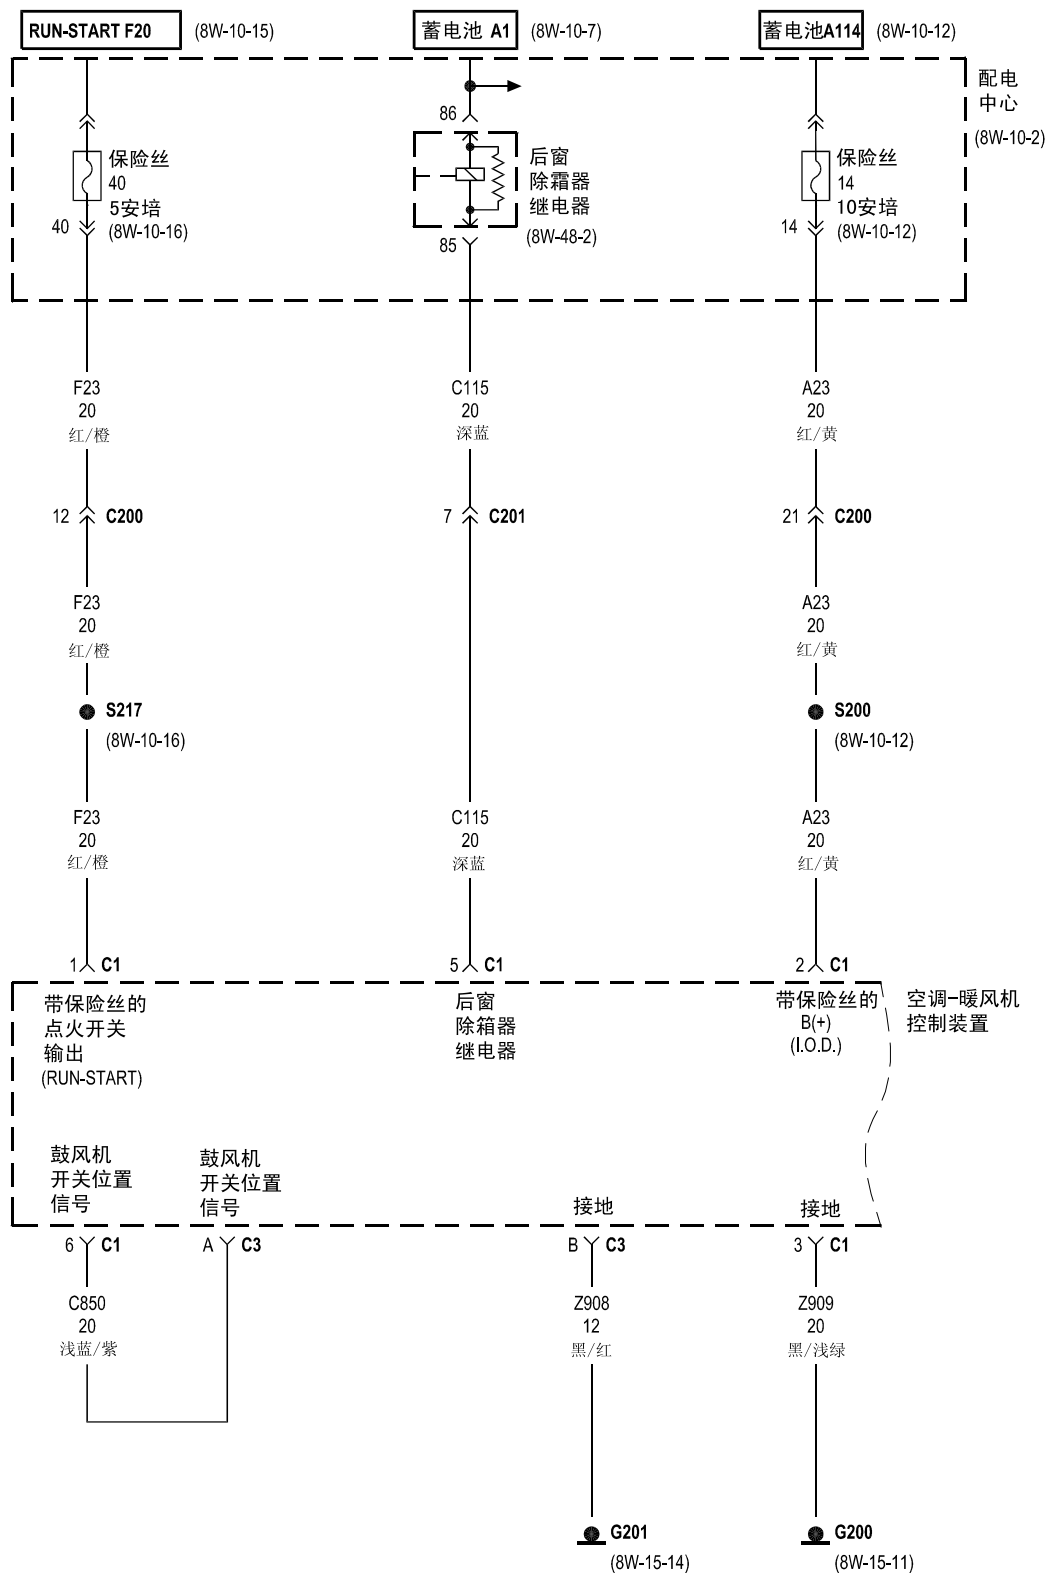 RUN-START F20 (8W-10-15) 蓄电池 A1 (8W-10-7) 蓄电池A114 (8W-10-12)
配电
中心
(8W-10-2)
保险丝
40
5安培
(8W-10-16)
40
86
后窗
除霜器
继电器
(8W-48-2)
85
保险丝
14
10安培
(8W-10-12)
14
F23
20
红/橙
C115
20
深蓝
A23
20
红/黄
12 C200
7 C201
21 C200
F23
20
红/橙
A23
20
红/黄
S217
(8W-10-16)
S200
(8W-10-12)
F23
20
红/橙
C115
20
深蓝
A23
20
红/黄
1 C1
5 C1
2 C1
带保险丝的
点火开关
输出
(RUN-START)
后窗
除箱器
继电器
带保险丝的
B(+)
(I.O.D.)
空调-暖风机
控制装置
鼓风机
开关位置
信号
鼓风机
开关位置
信号
接地
接地
6 C1
A C3
B C3
3 C1
C850
20
浅蓝/紫
Z908
12
黑/红
Z909
20
黑/浅绿
G201
(8W-15-14)
G200
(8W-15-11)